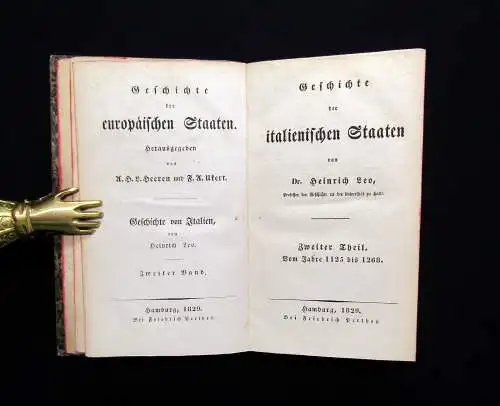 Geschichte
der
europäischen Staaten.
Herausgegeben
von
A. H. L. Heeren und F. A. Ukert.
Geschichte von Italien,
von
Heinrich Leo.
Zweiter Band.
Hamburg, 1829.
Bei Friedrich Perthes.
Geschichte
der
italienischen Staaten
von
Dr. Heinrich Leo,
Professor der Geschichte an der Universität zu Halle.
Zweiter Theil.
Vom Jahre 1125 bis 1268.
Hamburg, 1829.
Bei Friedrich Perthes.